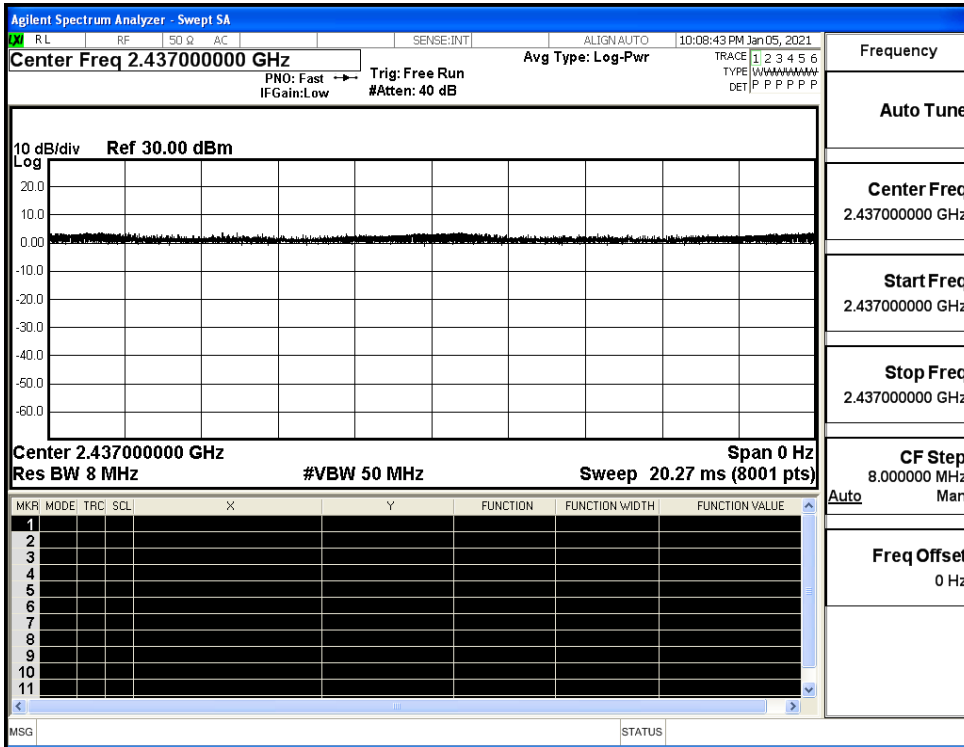 Agilent Spectrum Analyzer - Swept SA
LXI RL RF 50 Ω AC SENSE:INT ALIGN AUTO 10:08:43 PM Jan 05, 2021
Center Freq 2.437000000 GHz
PNO: Fast
IFGain:Low
Trig: Free Run
#Atten: 40 dB
Avg Type: Log-Pwr
TRACE 1 2 3 4 5 6
TYPE WWWWWW
DET P P P P P P
10 dB/div Ref 30.00 dBm
Log
20.0
10.0
0.00
-10.0
-20.0
-30.0
-40.0
-50.0
-60.0
Center 2.437000000 GHz Span 0 Hz
Res BW 8 MHz #VBW 50 MHz Sweep 20.27 ms (8001 pts)
MKR MODE TRC SCL X Y FUNCTION FUNCTION WIDTH FUNCTION VALUE
1
2
3
4
5
6
7
8
9
10
11
MSG STATUS
Frequency
Auto Tune
Center Freq
2.437000000 GHz
Start Freq
2.437000000 GHz
Stop Freq
2.437000000 GHz
CF Step
8.000000 MHz
Auto Man
Freq Offset
0 Hz